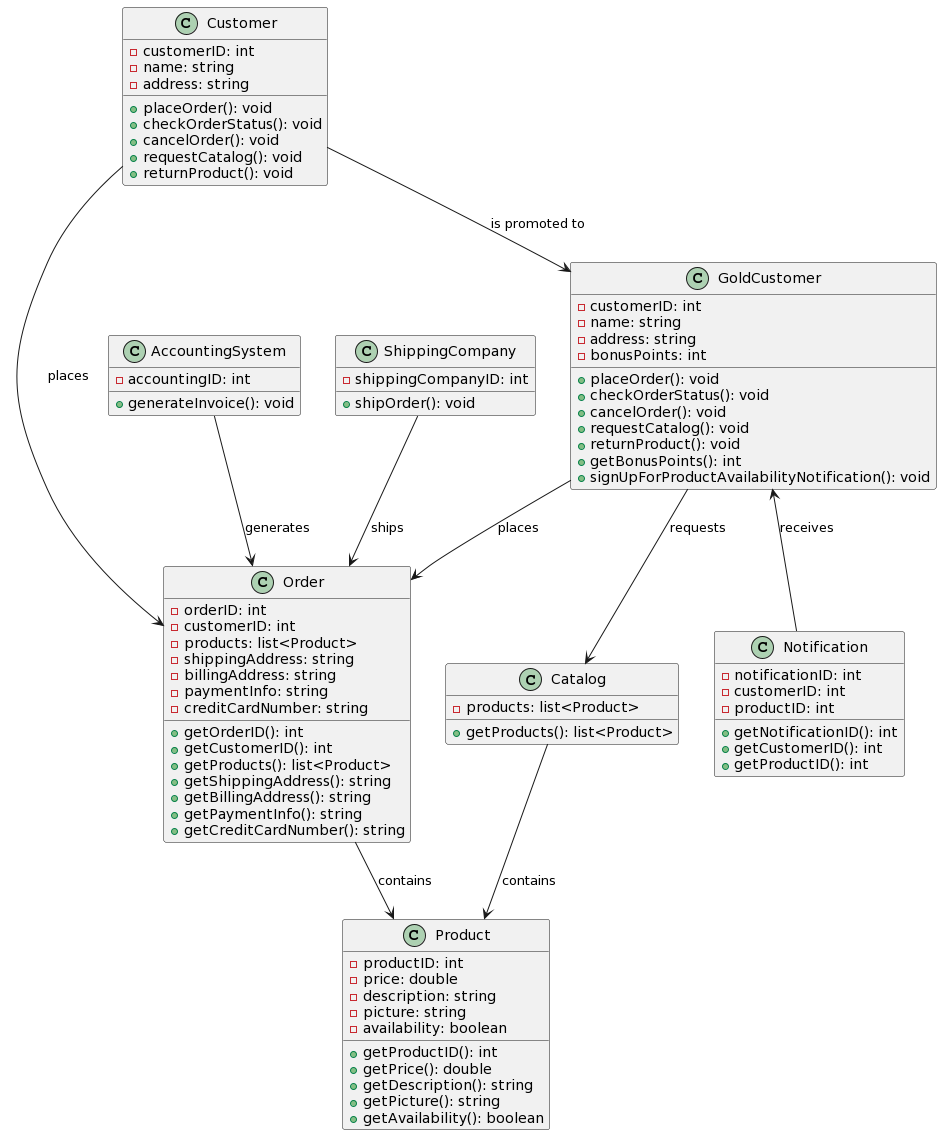 C Customer
customerID: int
name: string
address: string
placeOrder(): void
checkOrderStatus(): void
cancelOrder(): void
requestCatalog(): void
returnProduct(): void
is promoted to
places
C AccountingSystem
accountingID: int
generateInvoice(): void
C ShippingCompany
shippingCompanyID: int
shipOrder(): void
C GoldCustomer
customerID: int
name: string
address: string
bonusPoints: int
placeOrder(): void
checkOrderStatus(): void
cancelOrder(): void
requestCatalog(): void
returnProduct(): void
getBonusPoints(): int
signUpForProductAvailabilityNotification(): void
generates
ships
places
requests
receives
C Order
orderID: int
customerID: int
products: list<Product>
shippingAddress: string
billingAddress: string
paymentInfo: string
creditCardNumber: string
getOrderID(): int
getCustomerID(): int
getProducts(): list<Product>
getShippingAddress(): string
getBillingAddress(): string
getPaymentInfo(): string
getCreditCardNumber(): string
C Catalog
products: list<Product>
getProducts(): list<Product>
C Notification
notificationID: int
customerID: int
productID: int
getNotificationID(): int
getCustomerID(): int
getProductID(): int
contains
contains
C Product
productID: int
price: double
description: string
picture: string
availability: boolean
getProductID(): int
getPrice(): double
getDescription(): string
getPicture(): string
getAvailability(): boolean